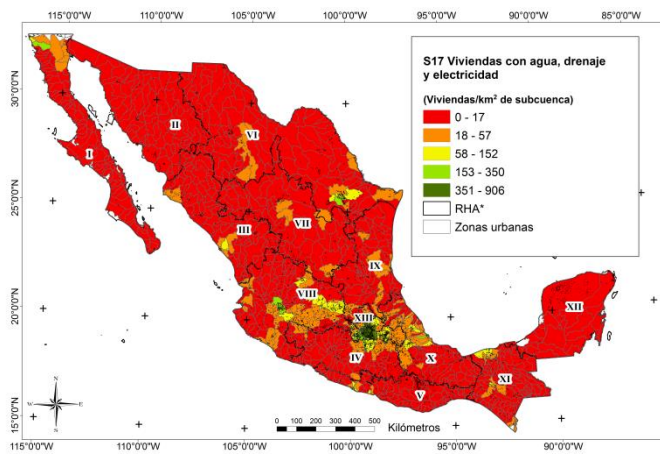 115°0'0"W 110°0'0"W 105°0'0"W 100°0'0"W 95°0'0"W 90°0'0"W 85°0'0"W
30°0'0"N
25°0'0"N
20°0'0"N
15°0'0"N
S17 Viviendas con agua, drenaje
y electricidad
(Viviendas/km² de subcuenca)
0 - 17
18 - 57
58 - 152
153 - 350
351 - 906
RHA*
Zonas urbanas
I
II
VI
III
VII
IX
VIII
XIII
IV
X
V
XI
XII
N
W E
S
0 100 200 300 400 500
Kilómetros
115°0'0"W 110°0'0"W 105°0'0"W 100°0'0"W 95°0'0"W 90°0'0"W